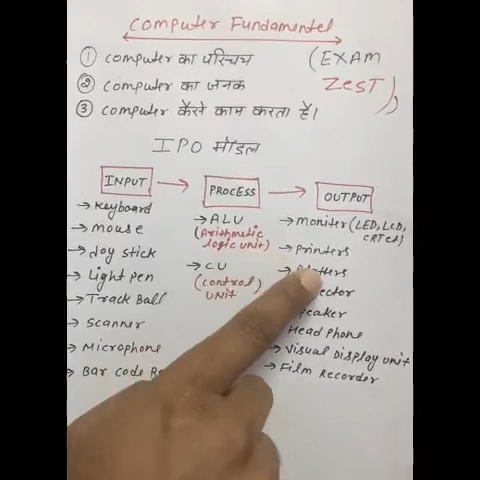 Computer Fundamentel
① Computer का परिचय
(EXAM ZEST)
② Computer का जनक
③ Computer कैसे काम करता है।
IPO मॉडल
INPUT → PROCESS → OUTPUT
→ Keyboard
→ Mouse
→ Joy stick
→ Light Pen
→ Track Ball
→ Scanner
→ Microphone
→ Bar Code
→ ALU
(Arithmetic
logic unit)
→ CU
(Control)
unit
→ Moniter (LED, LCD,
CRT etc)
→ Printers
Speaker
Head Phone
→ Visual Display Unit
→ Film Recorder